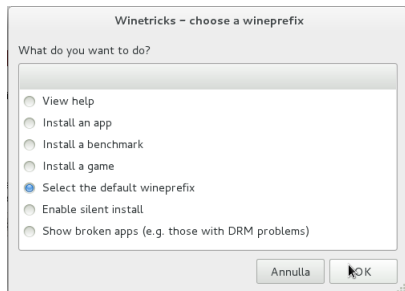 Winetricks - choose a wineprefix
What do you want to do?
View help
Install an app
Install a benchmark
Install a game
Select the default wineprefix
Enable silent install
Show broken apps (e.g. those with DRM problems)
Annulla
OK